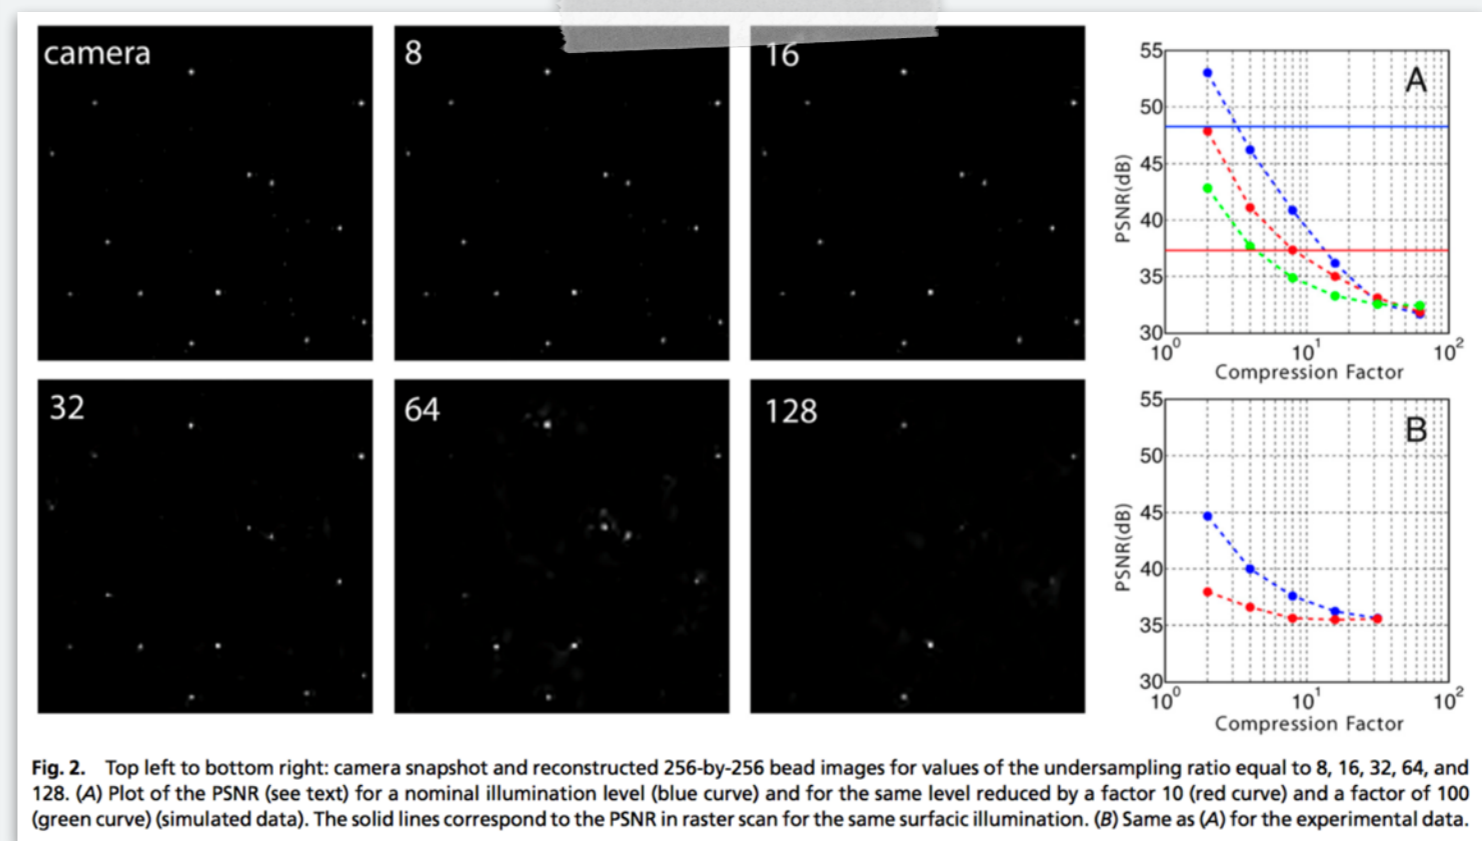 camera
8
16
32
64
128
A
55
50
45
40
35
30
PSNR(dB)
10⁰
10¹
10²
Compression Factor
B
55
50
45
40
35
30
PSNR(dB)
10⁰
10¹
10²
Compression Factor
Fig. 2. Top left to bottom right: camera snapshot and reconstructed 256-by-256 bead images for values of the undersampling ratio equal to 8, 16, 32, 64, and
128. (A) Plot of the PSNR (see text) for a nominal illumination level (blue curve) and for the same level reduced by a factor 10 (red curve) and a factor of 100
(green curve) (simulated data). The solid lines correspond to the PSNR in raster scan for the same surfacic illumination. (B) Same as (A) for the experimental data.